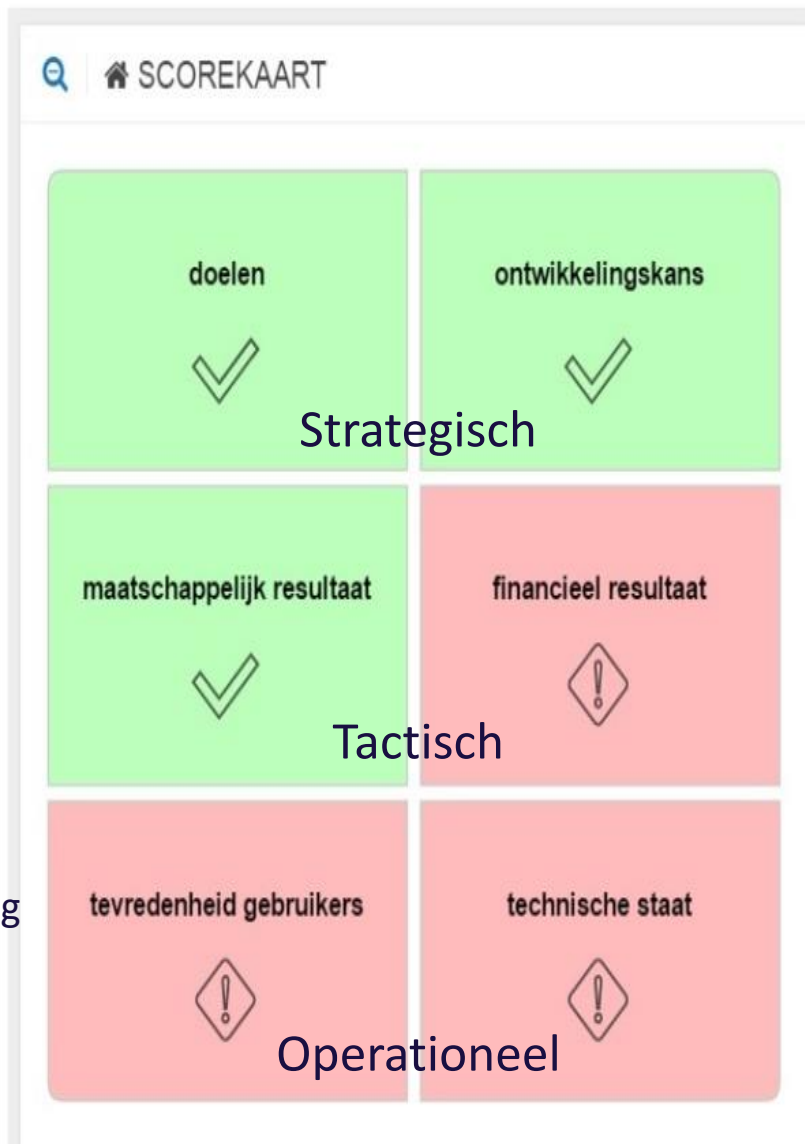 SCOREKAART
doelen
ontwikkelingskans
Strategisch
maatschappelijk resultaat
financieel resultaat
Tactisch
g
tevredenheid gebruikers
technische staat
Operationeel